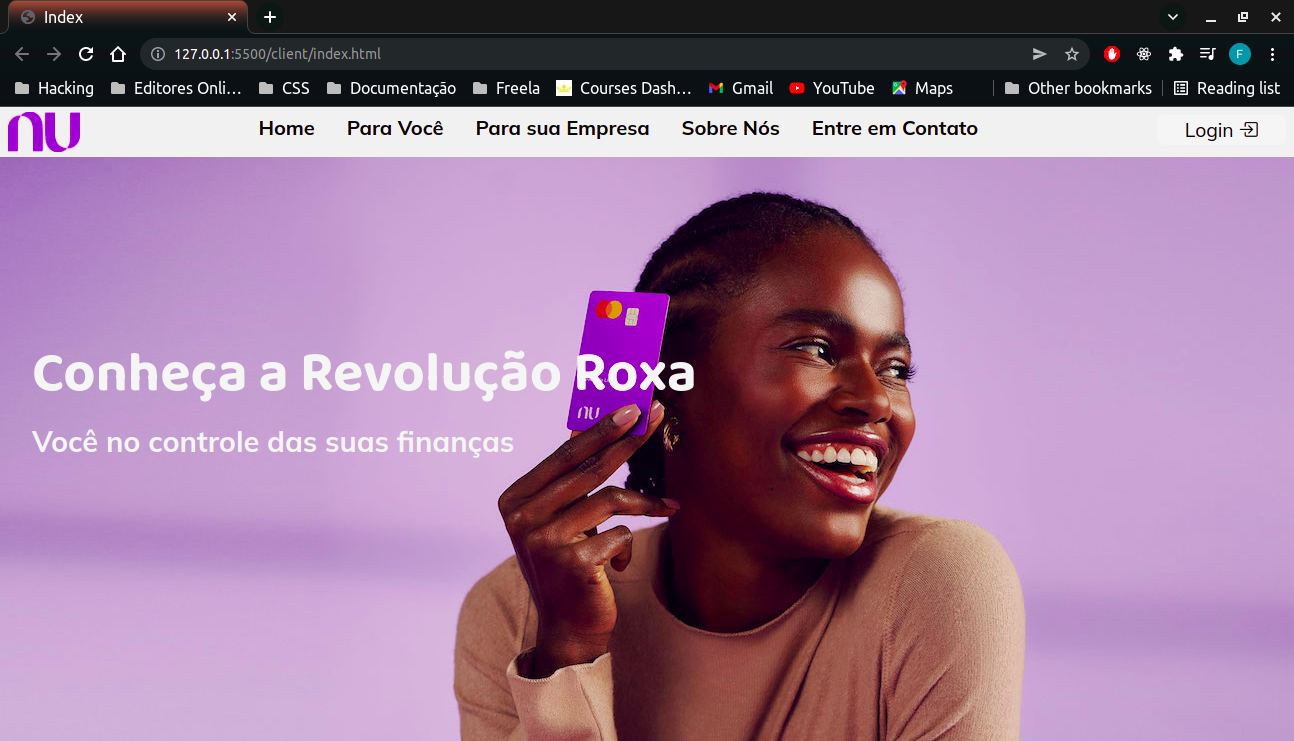 Index
127.0.0.1:5500/client/index.html
Hacking Editores Onli... CSS Documentação Freela Courses Dash... Gmail YouTube Maps Other bookmarks Reading list
F
nu Home Para Você Para sua Empresa Sobre Nós Entre em Contato Login
Conheça a Revolução Roxa
nu
Você no controle das suas finanças